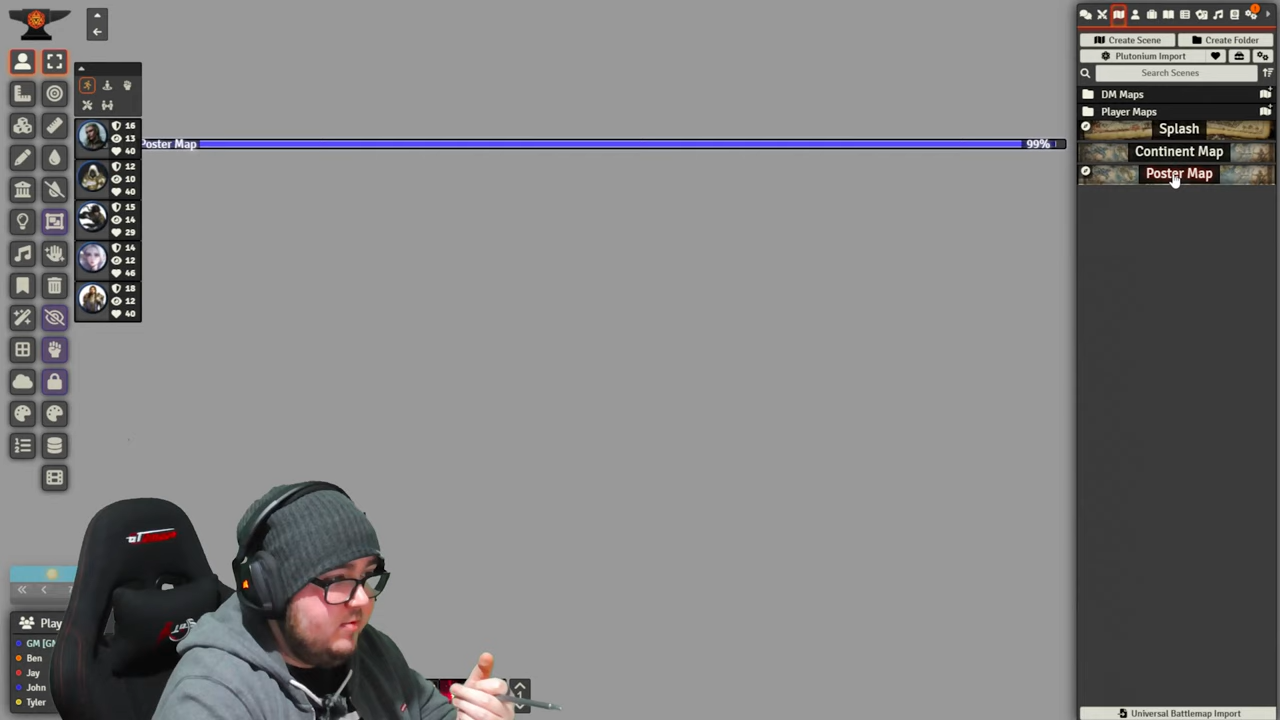 Create Scene
Create Folder
Plutonium Import
Search Scenes
DM Maps
Player Maps
Splash
Continent Map
Poster Map
Poster Map 99%
16
13
40
12
10
40
15
14
29
14
12
46
18
12
40
Play
GM [G
Ben
Jay
John
Tyler
1
Universal Battlemap Import